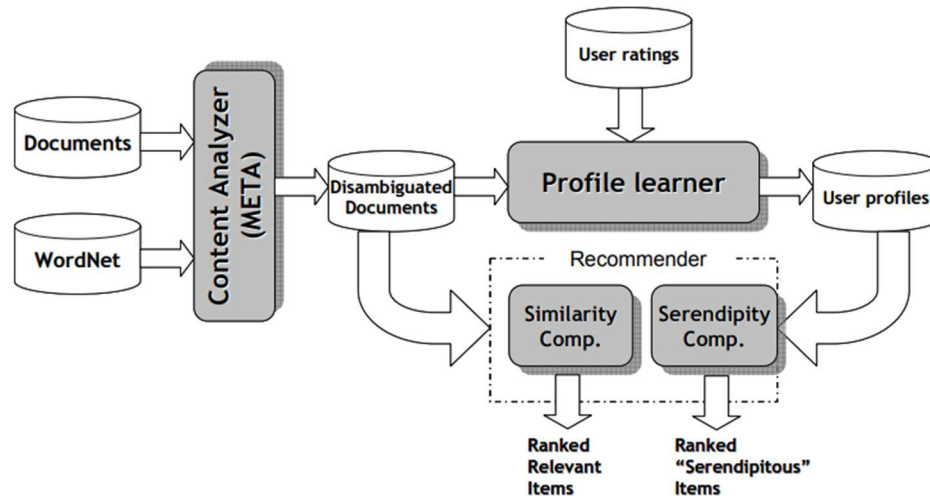 User ratings
Documents
WordNet
Content Analyzer
(META)
Disambiguated
Documents
Profile learner
User profiles
Recommender
Similarity
Comp.
Serendipity
Comp.
Ranked
Relevant
Items
Ranked
“Serendipitous”
Items